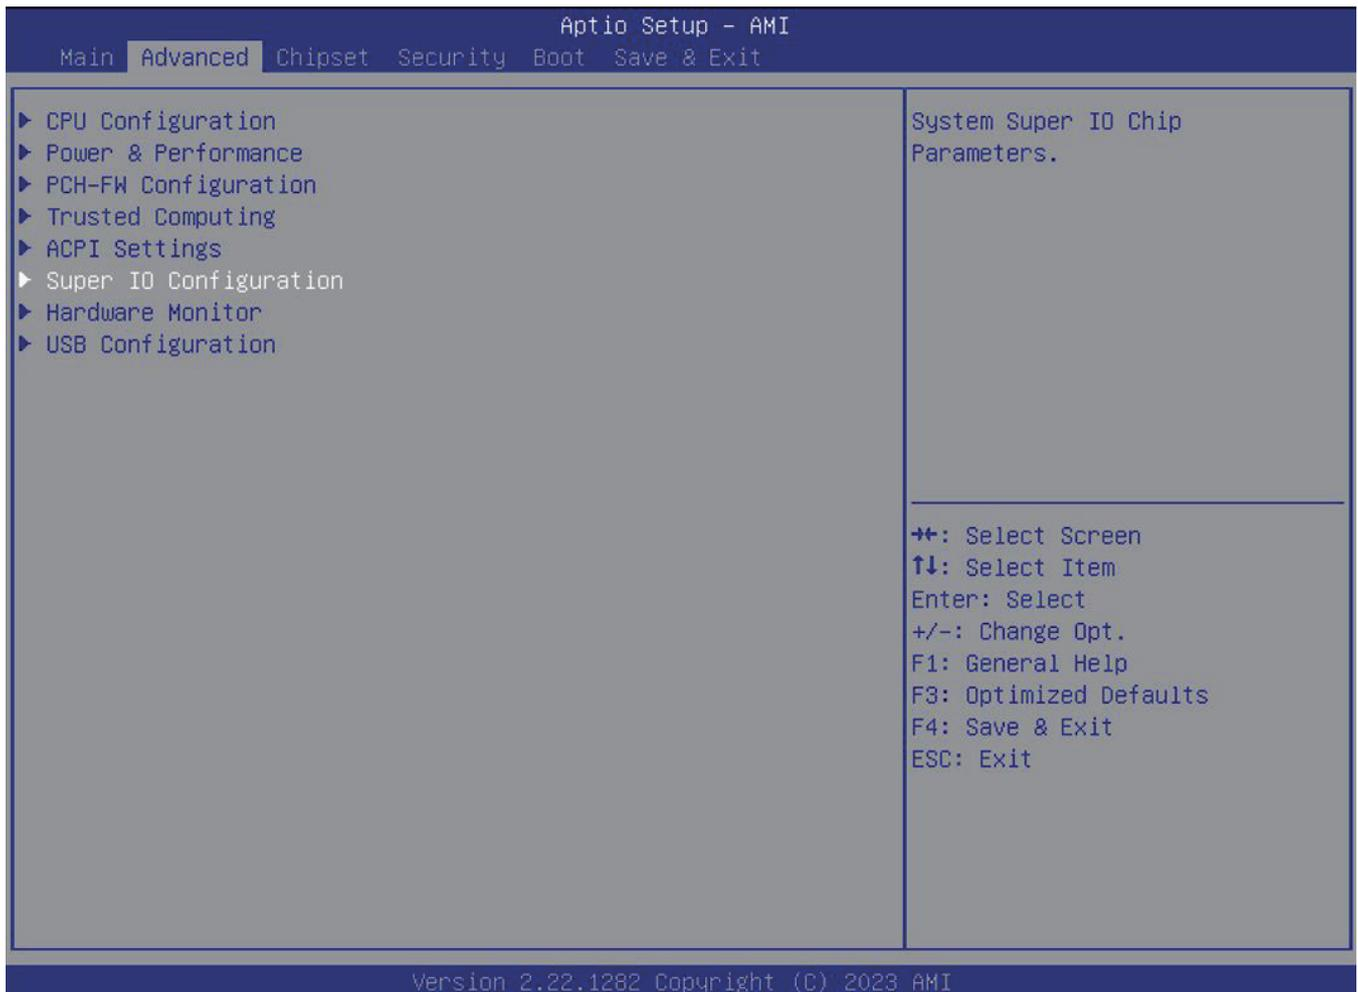 Aptio Setup – AMI
Main Advanced Chipset Security Boot Save & Exit
▶ CPU Configuration
▶ Power & Performance
▶ PCH-FW Configuration
▶ Trusted Computing
▶ ACPI Settings
▶ Super IO Configuration
▶ Hardware Monitor
▶ USB Configuration
System Super IO Chip
Parameters.
→←: Select Screen
↑↓: Select Item
Enter: Select
+/-: Change Opt.
F1: General Help
F3: Optimized Defaults
F4: Save & Exit
ESC: Exit
Version 2.22.1282 Copyright (C) 2023 AMI